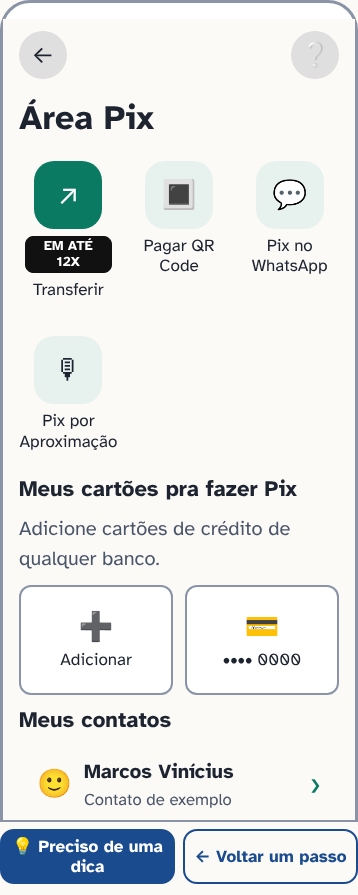 Área Pix
EM ATÉ
12X
Transferir
Pagar QR
Code
Pix no
WhatsApp
Pix por
Aproximação
Meus cartões pra fazer Pix
Adicione cartões de crédito de
qualquer banco.
Adicionar
•••• 0000
Meus contatos
Marcos Vinícius
Contato de exemplo
Preciso de uma
dica
← Voltar um passo